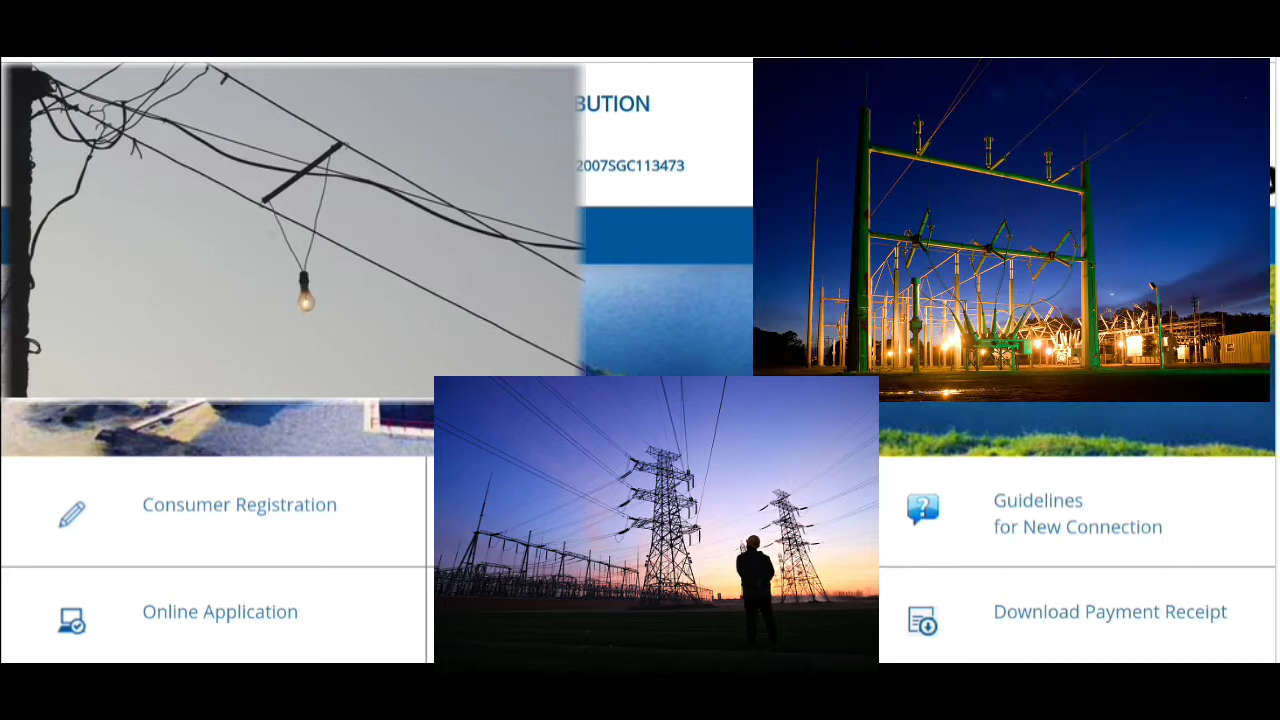 BUTION
2007SGC113473
Consumer Registration
Guidelines
for New Connection
Online Application
Download Payment Receipt